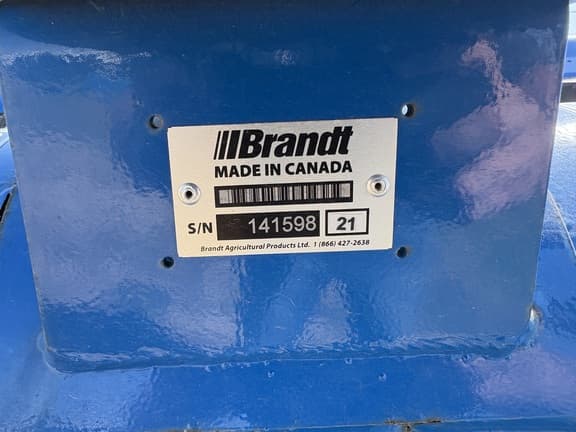 Brandt
MADE IN CANADA
S/N 141598 21
Brandt Agricultural Products Ltd. 1 (866) 427-2638